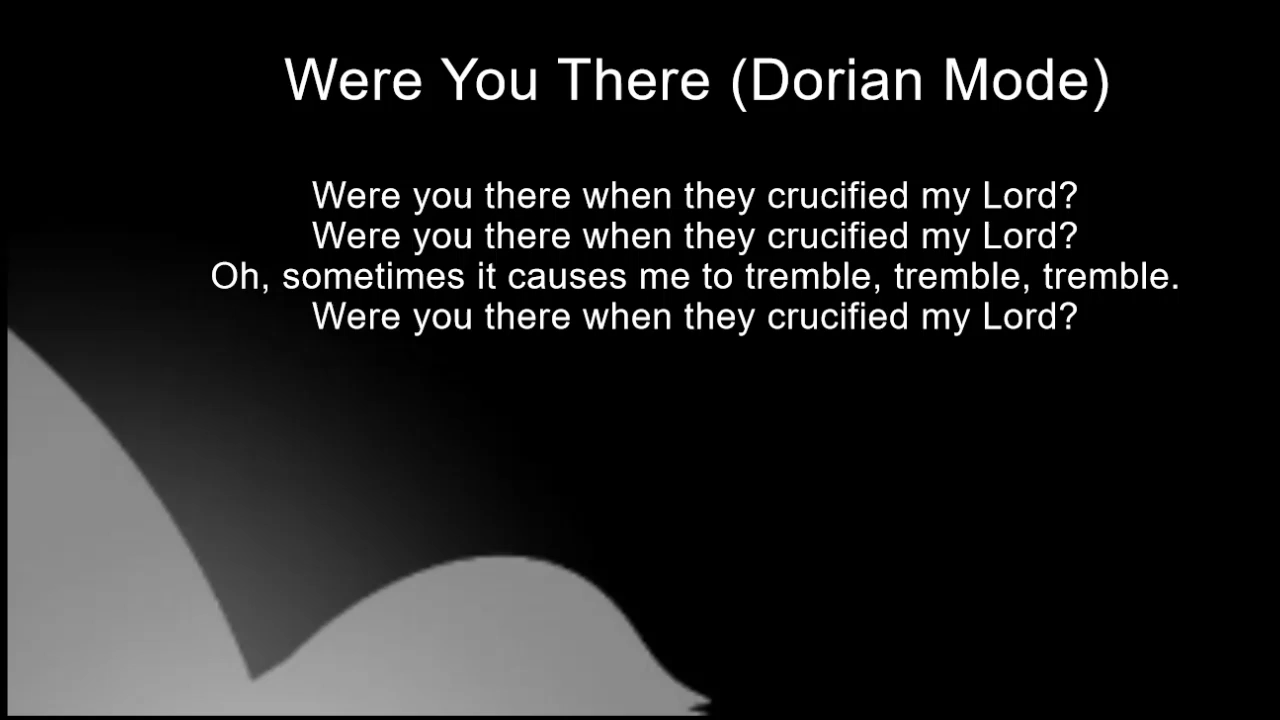 Were You There (Dorian Mode)
Were you there when they crucified my Lord?
Were you there when they crucified my Lord?
Oh, sometimes it causes me to tremble, tremble, tremble.
Were you there when they crucified my Lord?